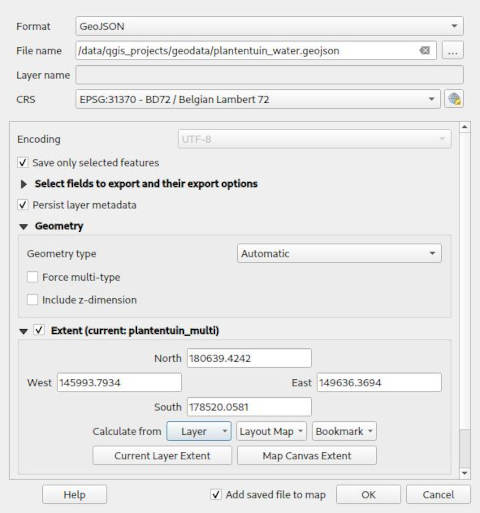 Format GeoJSON
File name /data/qgis_projects/geodata/plantentuin_water.geojson ...
Layer name
CRS EPSG:31370 - BD72 / Belgian Lambert 72
Encoding UTF-8
Save only selected features
Select fields to export and their export options
Persist layer metadata
Geometry
Geometry type Automatic
Force multi-type
Include z-dimension
Extent (current: plantentuin_multi)
North 180639.4242
West 145993.7934 East 149636.3694
South 178520.0581
Calculate from Layer Layout Map Bookmark
Current Layer Extent Map Canvas Extent
Help Add saved file to map OK Cancel